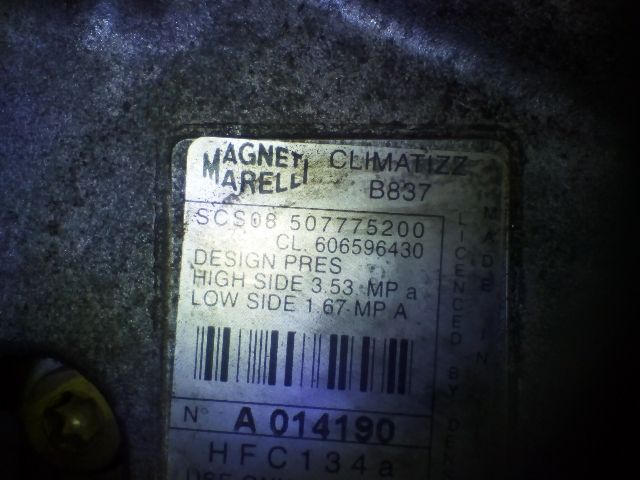 MAGNETI MARELLI
CLIMATIZZ
B837
SCS08 507775200
CL. 606596430
DESIGN PRES
HIGH SIDE 3.53 MP a
LOW SIDE 1.67 MP A
N° A 014190
HFC134a
MADE IN
LICENCED BY